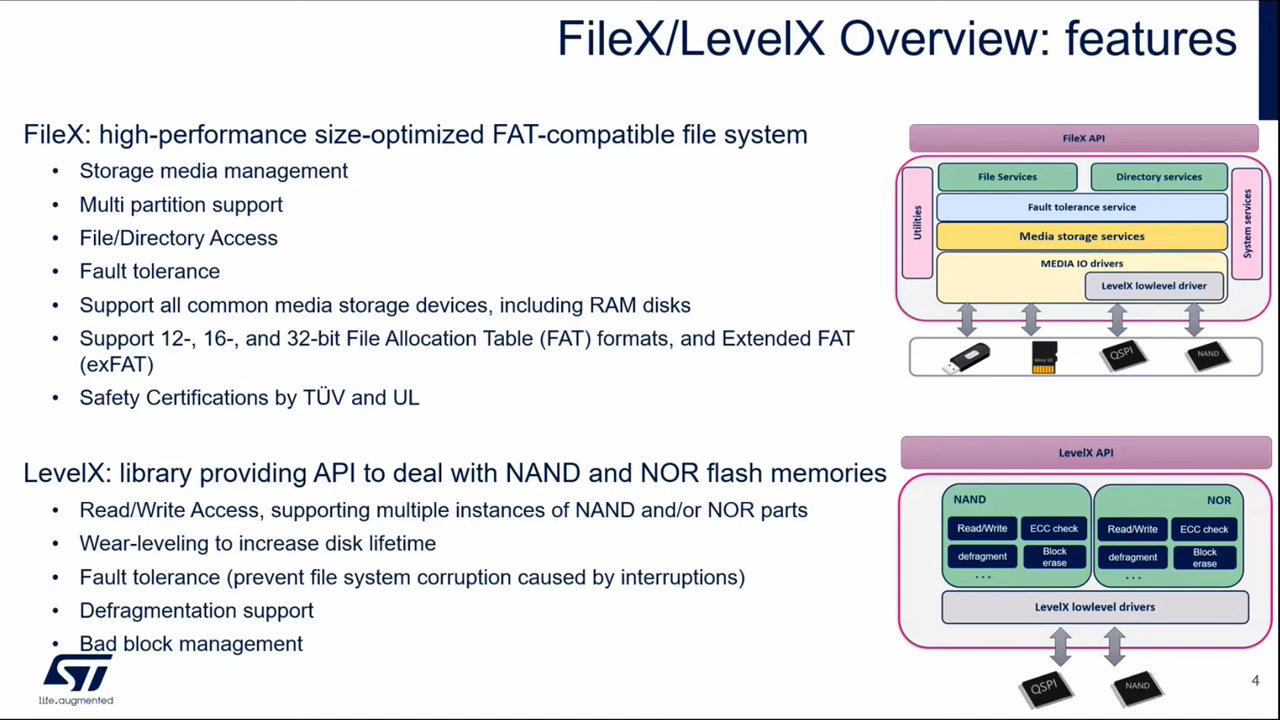 FileX/LevelX Overview: features
FileX: high-performance size-optimized FAT-compatible file system
• Storage media management
• Multi partition support
• File/Directory Access
• Fault tolerance
• Support all common media storage devices, including RAM disks
• Support 12-, 16-, and 32-bit File Allocation Table (FAT) formats, and Extended FAT
(exFAT)
• Safety Certifications by TÜV and UL
LevelX: library providing API to deal with NAND and NOR flash memories
• Read/Write Access, supporting multiple instances of NAND and/or NOR parts
• Wear-leveling to increase disk lifetime
• Fault tolerance (prevent file system corruption caused by interruptions)
• Defragmentation support
• Bad block management
FileX API
Utilities
File Services
Directory services
System services
Fault tolerance service
Media storage services
MEDIA IO drivers
LevelX lowlevel driver
Micro SD
QSPI
NAND
LevelX API
NAND
Read/Write
ECC check
defragment
Block
erase
...
NOR
Read/Write
ECC check
defragment
Block
erase
...
LevelX lowlevel drivers
QSPI
NAND
ST
life.augmented
4